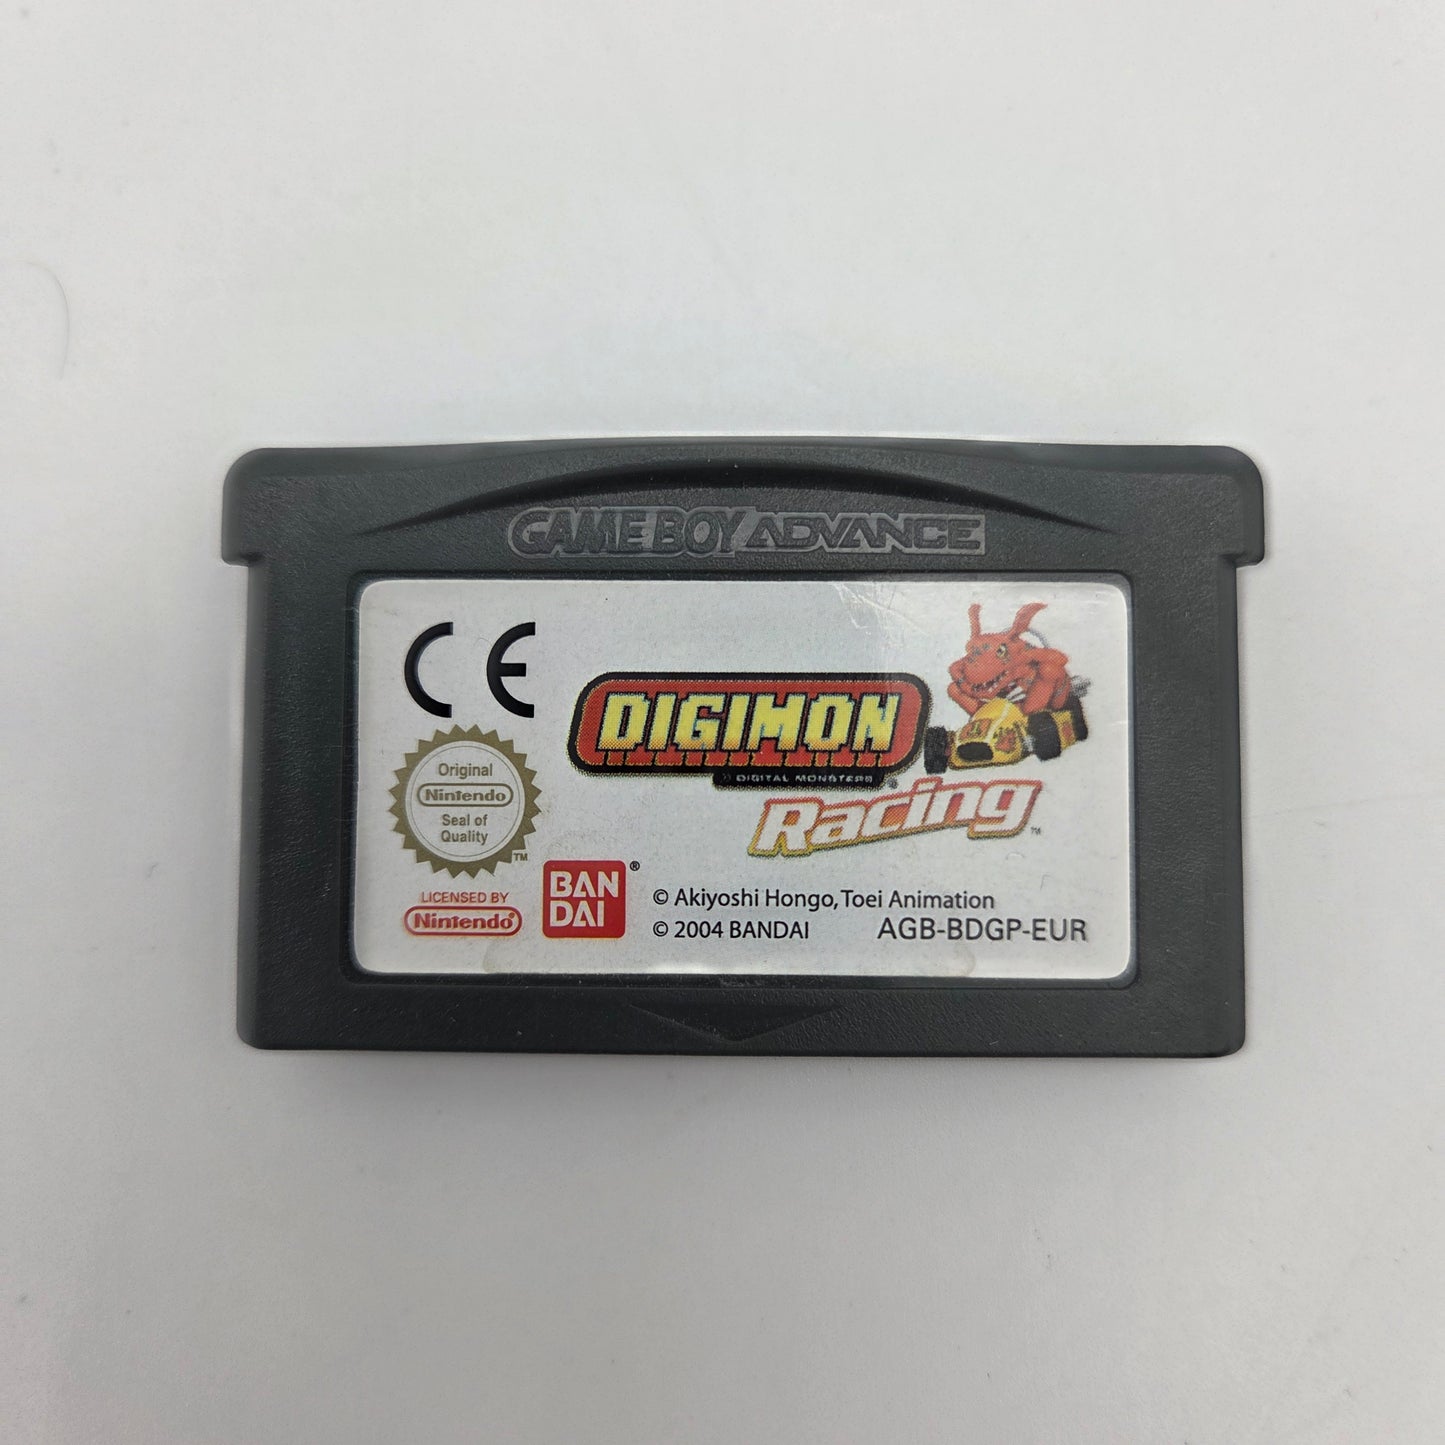 GAME BOY ADVANCE
CE
DIGIMON
DIGITAL MONSTERS ®
Racing ™
Original
Nintendo
Seal of
Quality ™
LICENSED BY
Nintendo®
BAN
DAI ®
© Akiyoshi Hongo, Toei Animation
© 2004 BANDAI AGB-BDGP-EUR